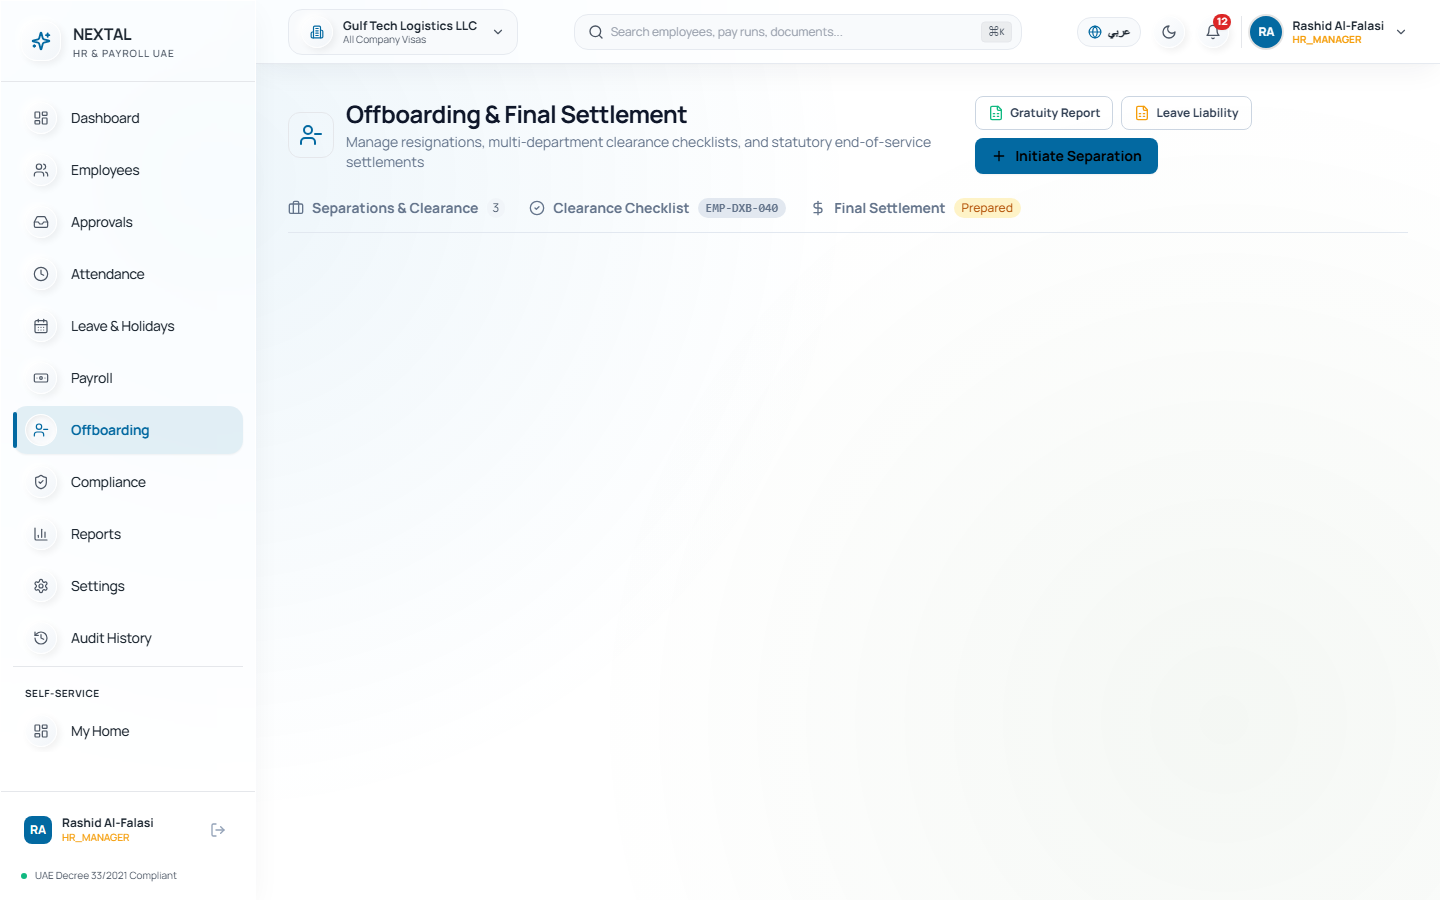 NEXTAL
HR & PAYROLL UAE
Gulf Tech Logistics LLC
All Company Visas
Search employees, pay runs, documents...
⌘K
عربي
12
RA
Rashid Al-Falasi
HR_MANAGER
Dashboard
Employees
Approvals
Attendance
Leave & Holidays
Payroll
Offboarding
Compliance
Reports
Settings
Audit History
SELF-SERVICE
My Home
RA
Rashid Al-Falasi
HR_MANAGER
UAE Decree 33/2021 Compliant
Offboarding & Final Settlement
Manage resignations, multi-department clearance checklists, and statutory end-of-service
settlements
Gratuity Report
Leave Liability
Initiate Separation
Separations & Clearance 3
Clearance Checklist EMP-DXB-040
Final Settlement Prepared